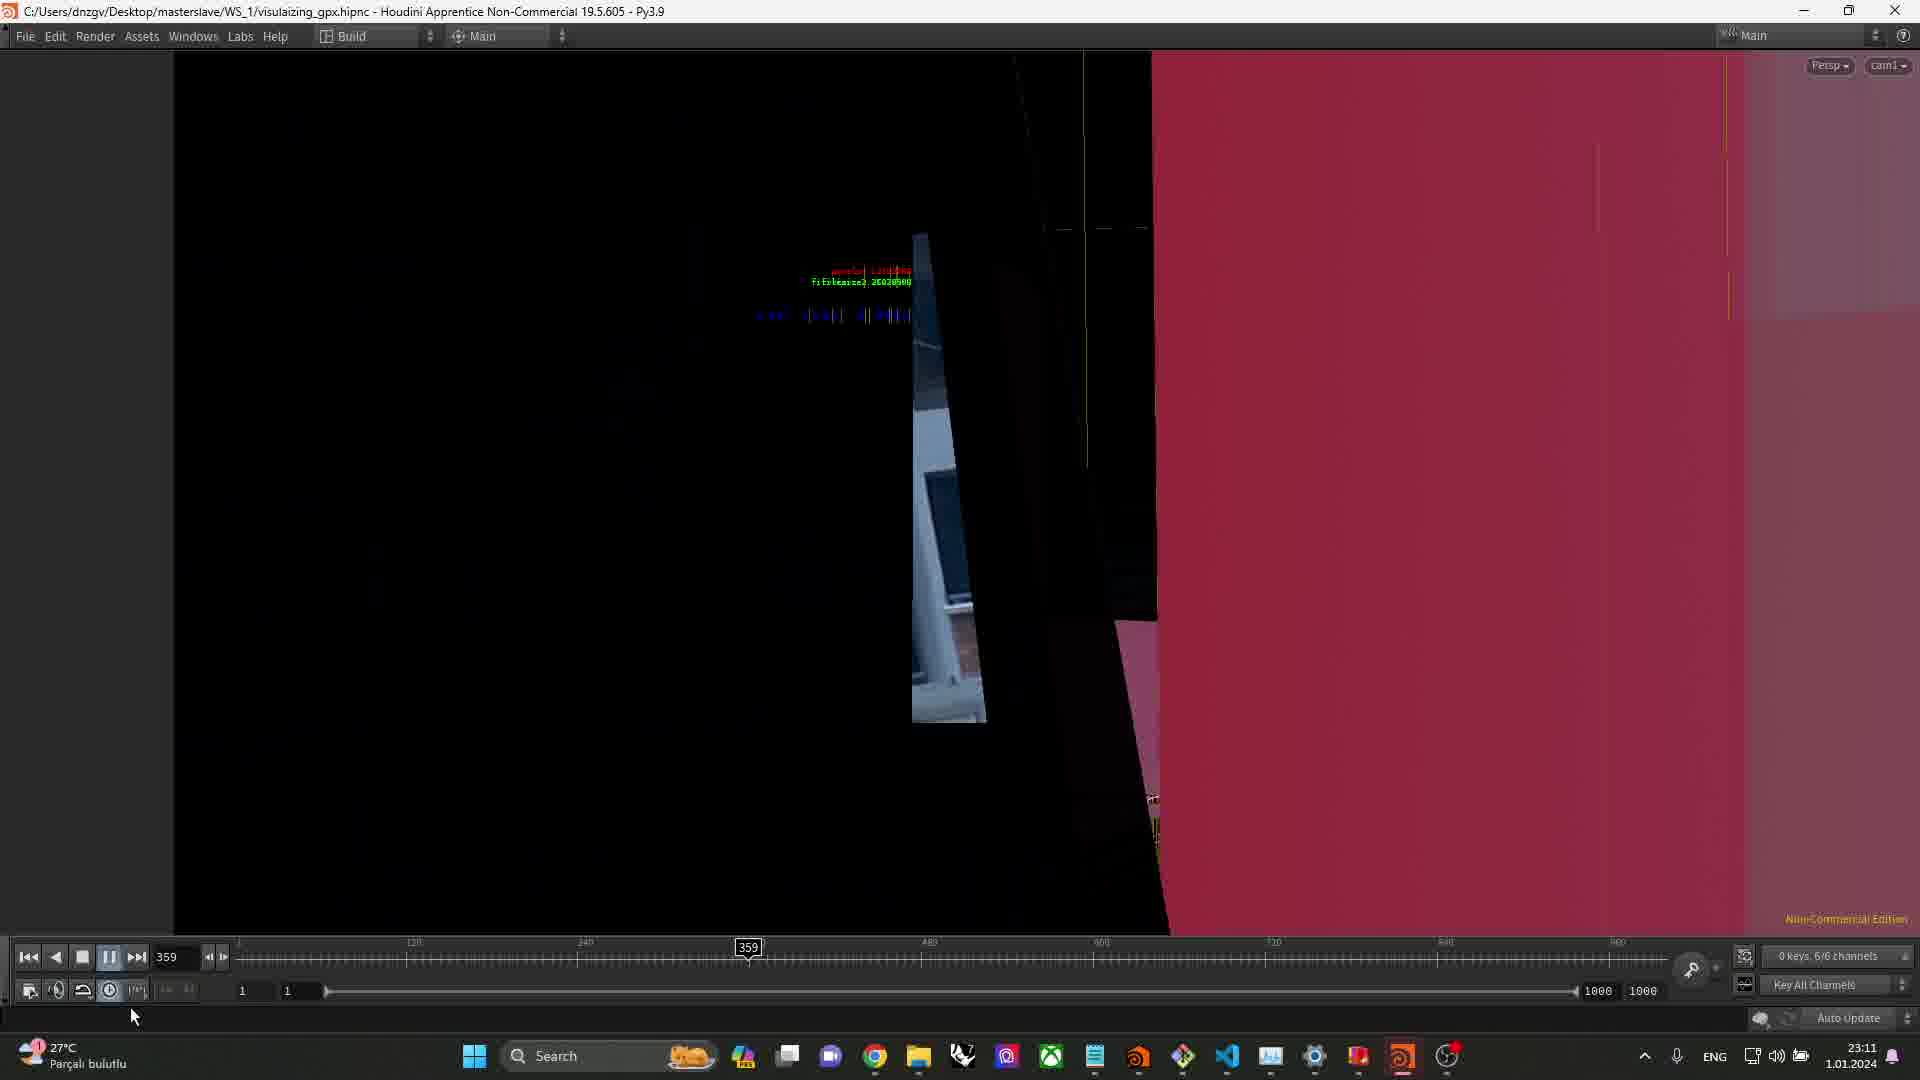 C:/Users/dnzgv/Desktop/masterslave/WS_1/visulaizing_gpx.hipnc - Houdini Apprentice Non-Commercial 19.5.605 - Py3.9
File Edit Render Assets Windows Labs Help Build Main Main
Persp cam1
Non-Commercial Edition
359 1 120 240 359 480 600 720 840 960 0 keys, 6/6 channels
1 1 1000 1000 Key All Channels
Auto Update
27°C
Parçalı bulutlu
Search
PRE
ENG
23:11
1.01.2024